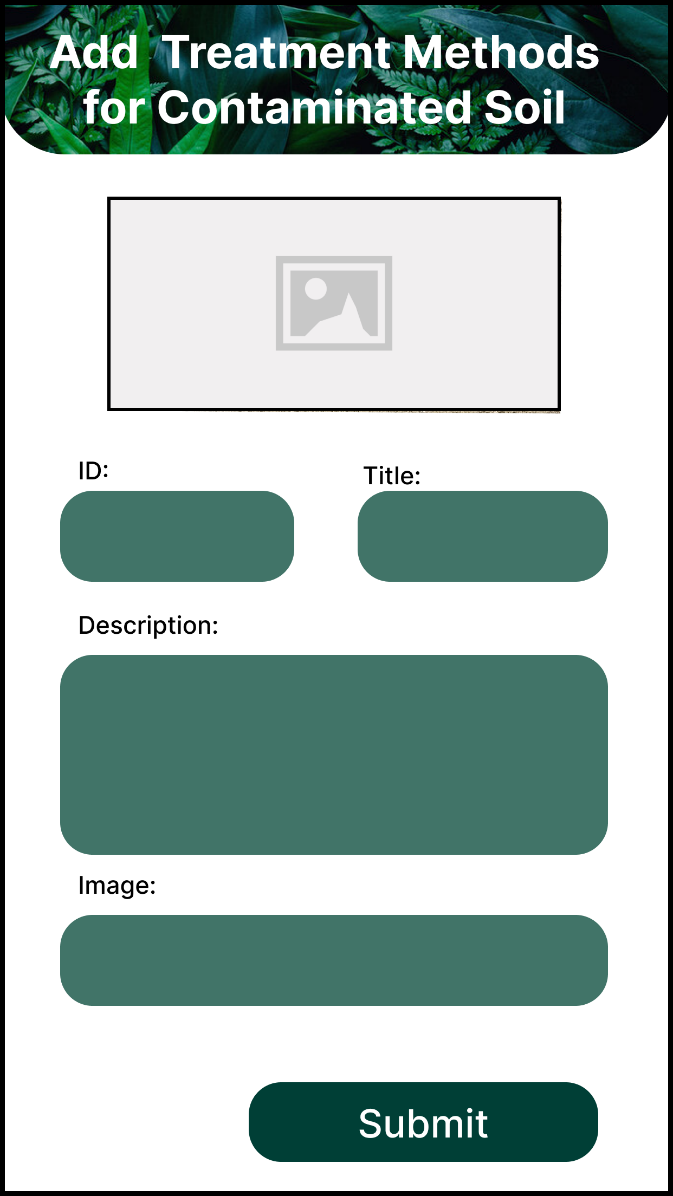 Add  Treatment Methods
for Contaminated Soil
ID:
Title:
Description:
Image:
Submit